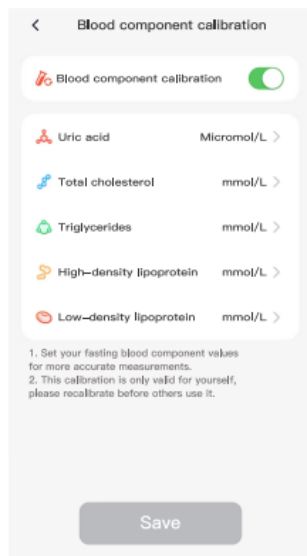 Blood component calibration
Blood component calibration
Uric acid Micromol/L >
Total cholesterol mmol/L >
Triglycerides mmol/L >
High-density lipoprotein mmol/L >
Low-density lipoprotein mmol/L >
1. Set your fasting blood component values
for more accurate measurements.
2. This calibration is only valid for yourself,
please recalibrate before others use it.
Save